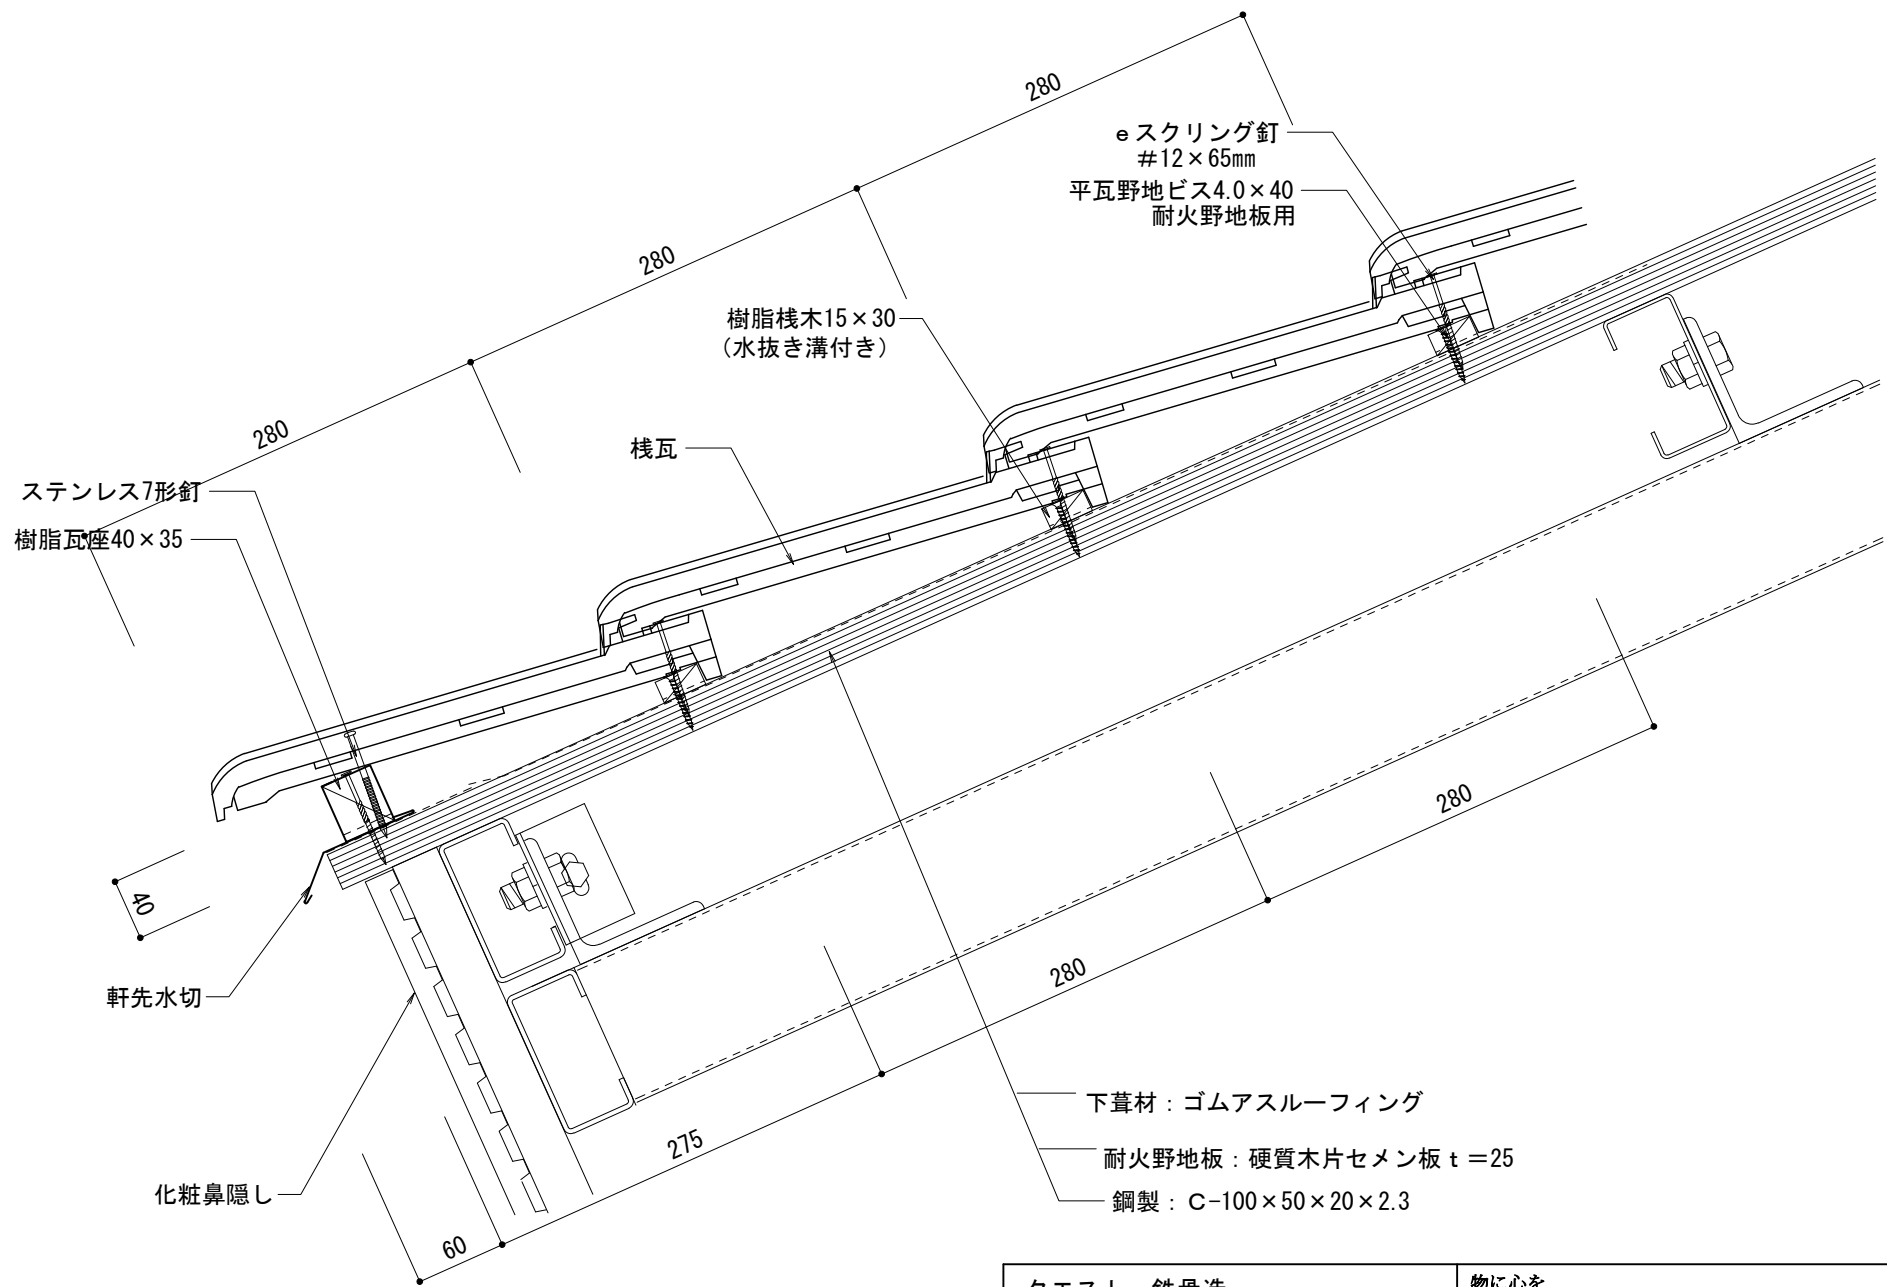 280
eスクリング釘
#12×65㎜
平瓦野地ビス4.0×40
耐火野地板用
280
樹脂桟木15×30
(水抜き溝付き)
280
桟瓦
ステンレス7形釘
樹脂瓦座40×35
40
軒先水切
280
280
下葺材：ゴムアスルーフィング
275
耐火野地板：硬質木片セメン板ｔ＝25
化粧鼻隠し
鋼製：C-100×50×20×2.3
60
物に心を